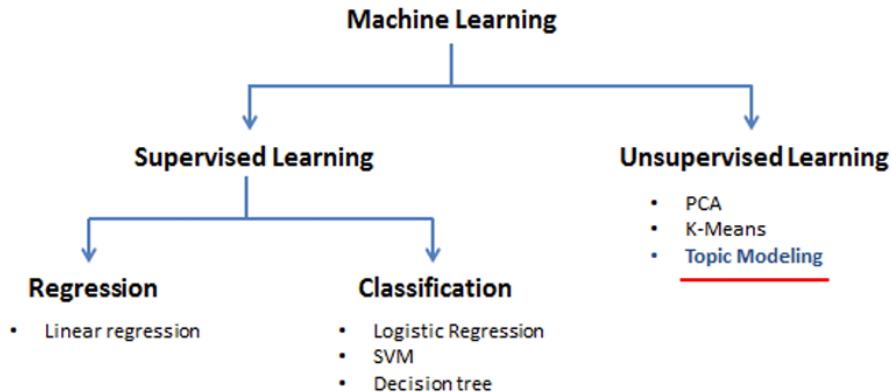 Machine Learning
Supervised Learning
Unsupervised Learning
• PCA
• K-Means
• Topic Modeling
Regression
• Linear regression
Classification
• Logistic Regression
• SVM
• Decision tree